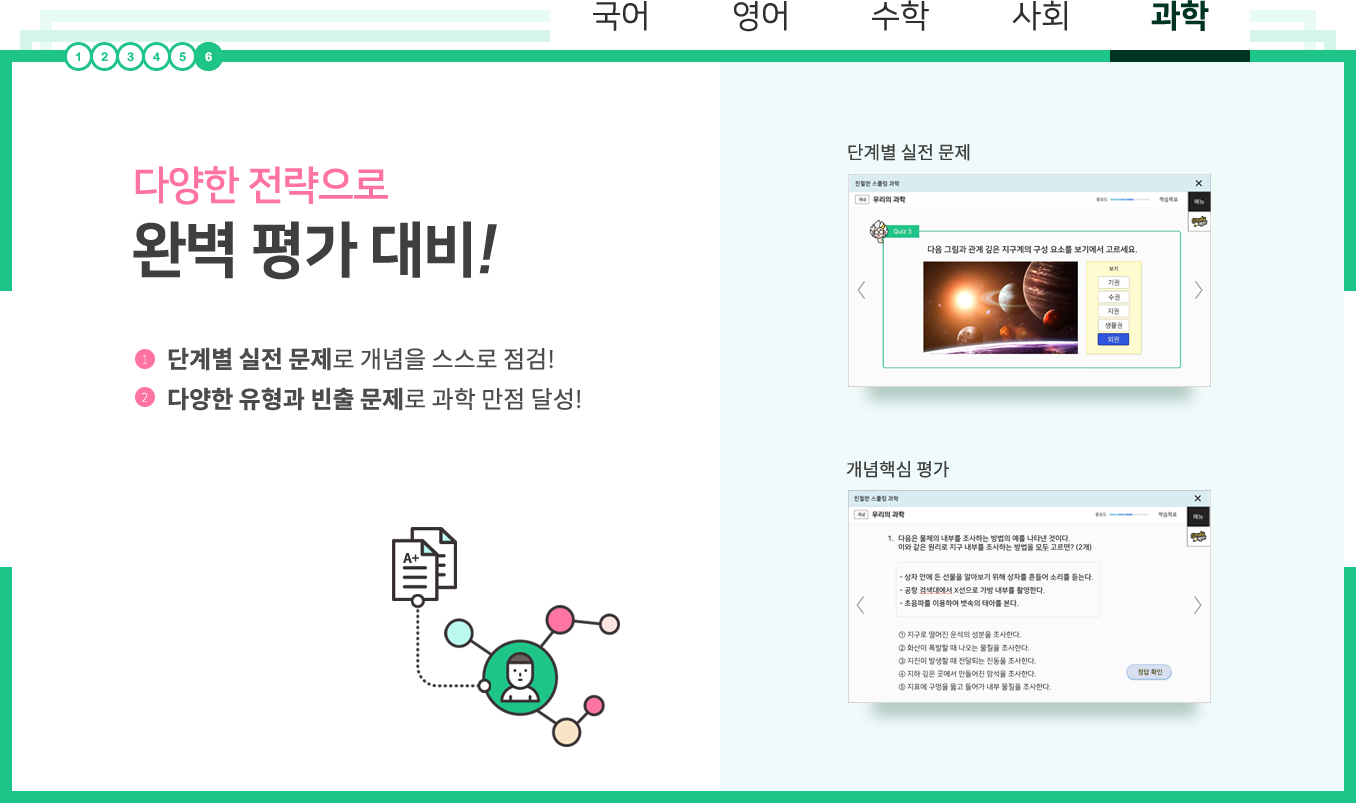 국어 영어 수학 사회 과학
1 2 3 4 5 6
다양한 전략으로
완벽 평가 대비!
1 단계별 실전 문제로 개념을 스스로 점검!
2 다양한 유형과 빈출 문제로 과학 만점 달성!
A+
단계별 실전 문제
친절한 스쿨링 과학
개념 우리의 과학 중요도 학습목표 메뉴
Quiz 3
다음 그림과 관계 깊은 지구계의 구성 요소를 보기에서 고르세요.
보기
기권
수권
지권
생물권
외권
개념핵심 평가
친절한 스쿨링 과학
개념 우리의 과학 중요도 학습목표 메뉴
1. 다음은 물체의 내부를 조사하는 방법의 예를 나타낸 것이다.
이와 같은 원리로 지구 내부를 조사하는 방법을 모두 고르면? (2개)
- 상자 안에 든 선물을 알아보기 위해 상자를 흔들어 소리를 듣는다.
- 공항 검색대에서 X선으로 가방 내부를 촬영한다.
- 초음파를 이용하여 뱃속의 태아를 본다.
① 지구로 떨어진 운석의 성분을 조사한다.
② 화산이 폭발할 때 나오는 물질을 조사한다.
③ 지진이 발생할 때 전달되는 진동을 조사한다.
④ 지하 깊은 곳에서 만들어진 암석을 조사한다.
⑤ 지표에 구멍을 뚫고 들어가 내부 물질을 조사한다.
정답 확인